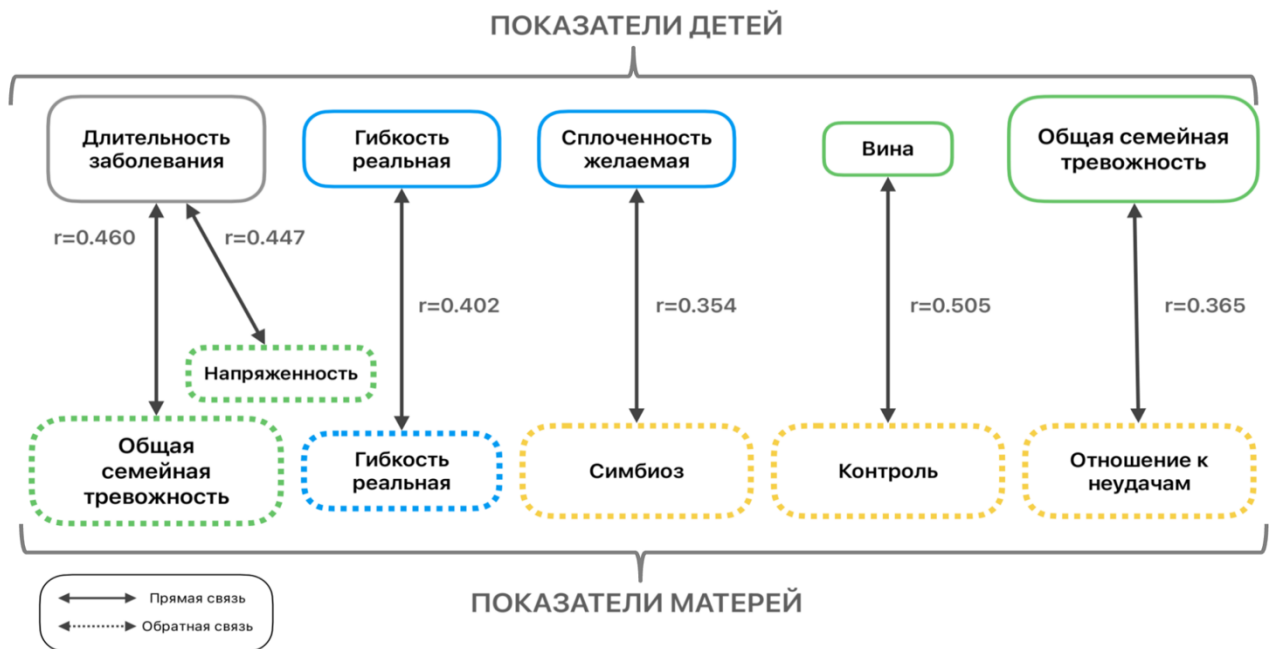 ПОКАЗАТЕЛИ ДЕТЕЙ
Длительность
заболевания
Гибкость
реальная
Сплоченность
желаемая
Вина
Общая семейная
тревожность
r=0.460
r=0.447
r=0.402
r=0.354
r=0.505
r=0.365
Напряженность
Общая
семейная
тревожность
Гибкость
реальная
Симбиоз
Контроль
Отношение к
неудачам
ПОКАЗАТЕЛИ МАТЕРЕЙ
Прямая связь
Обратная связь